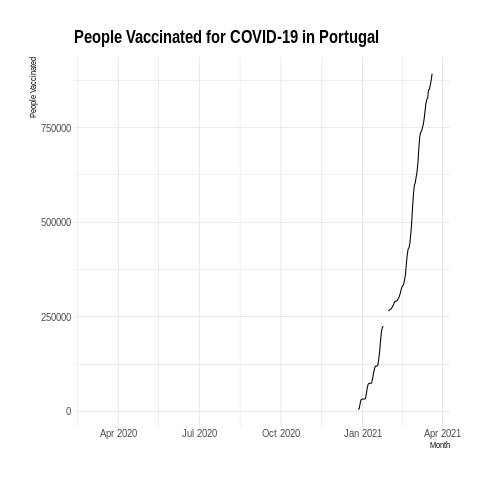 People Vaccinated for COVID-19 in Portugal
People Vaccinated
750000
500000
250000
0
Apr 2020 Jul 2020 Oct 2020 Jan 2021 Apr 2021
Month